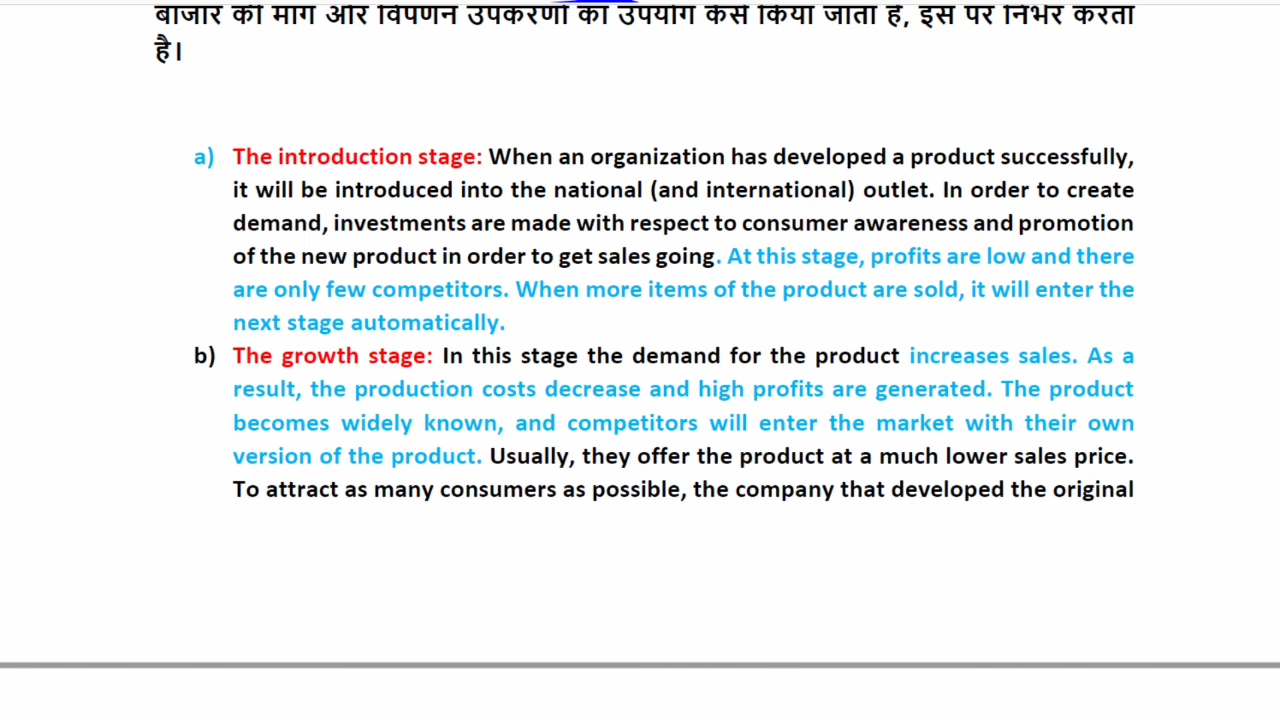 बाजार की मांग और विपणन उपकरणों का उपयोग कैसे किया जाता है, इस पर निर्भर करता
है।
a) The introduction stage: When an organization has developed a product successfully,
it will be introduced into the national (and international) outlet. In order to create
demand, investments are made with respect to consumer awareness and promotion
of the new product in order to get sales going. At this stage, profits are low and there
are only few competitors. When more items of the product are sold, it will enter the
next stage automatically.
b) The growth stage: In this stage the demand for the product increases sales. As a
result, the production costs decrease and high profits are generated. The product
becomes widely known, and competitors will enter the market with their own
version of the product. Usually, they offer the product at a much lower sales price.
To attract as many consumers as possible, the company that developed the original